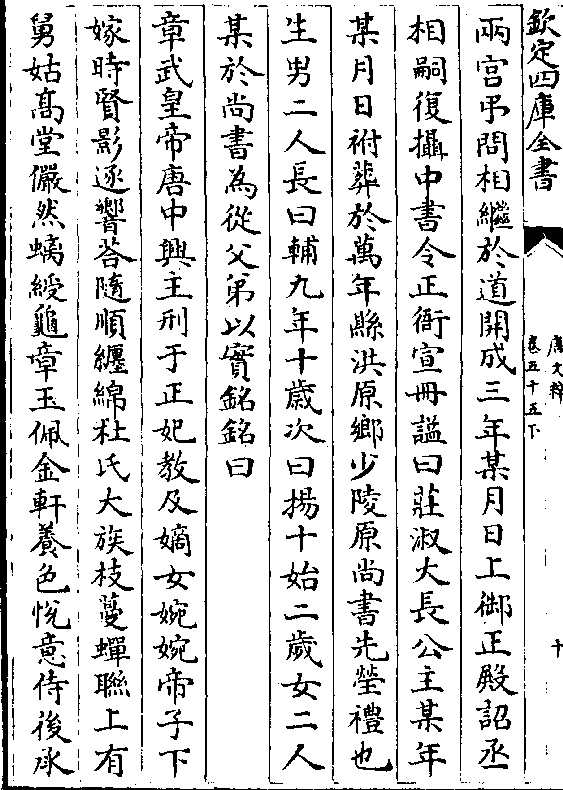 欽定四庫全書
唐文粹
卷五十五下
十
兩宫弔問相繼於道開成三年某月日上御正殿詔丞
相嗣復攝中書令正衙宣冊諡曰莊淑大長公主某年
某月日祔葬於萬年縣洪原鄉少陵原尚書先塋禮也
生男二人長曰輔九年十歲次曰揚十始二歲女二人
某於尚書為從父弟以實銘銘曰
章武皇帝唐中興主刑于正妃教及嫡女婉婉帝子下
嫁時賢影逐響荅隨順纏綿杜氏大族枝蔓蟬聯上有
舅姑髙堂儼然螭綬龜章玉佩金軒養色悅意侍後承